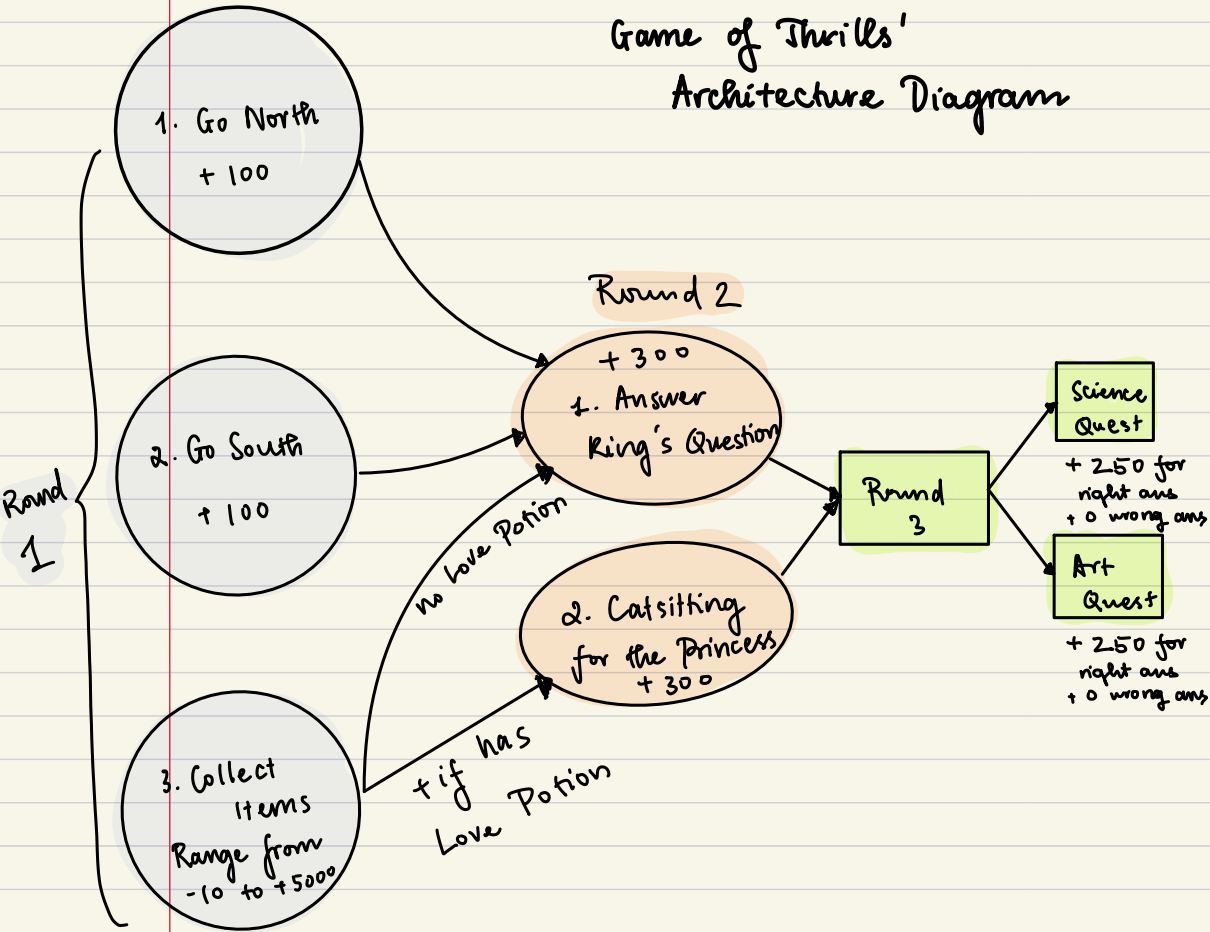 Game of Thrills'
Architecture Diagram
Round
1
1. Go North
+ 100
2. Go South
+ 100
3. Collect
Items
Range from
-10 to +5000
no Love Potion
+ if has
Love Potion
Round 2
+ 300
1. Answer
King's Question
2. Catsitting
for the Princess
+ 300
Round
3
Science
Quest
+ 250 for
right ans
+ 0 wrong ans
Art
Quest
+ 250 for
right ans
+ 0 wrong ans